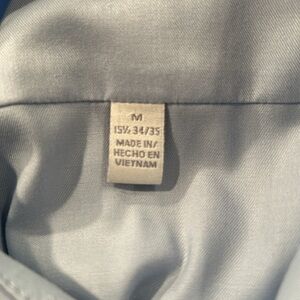 M
15½ 34/35
MADE IN/
HECHO EN
VIETNAM